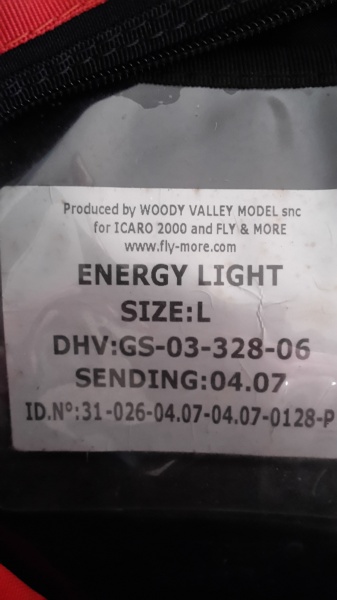 Produced by WOODY VALLEY MODEL snc
for ICARO 2000 and FLY & MORE
www.fly-more.com
ENERGY LIGHT
SIZE:L
DHV:GS-03-328-06
SENDING:04.07
ID.N°:31-026-04.07-04.07-0128-P